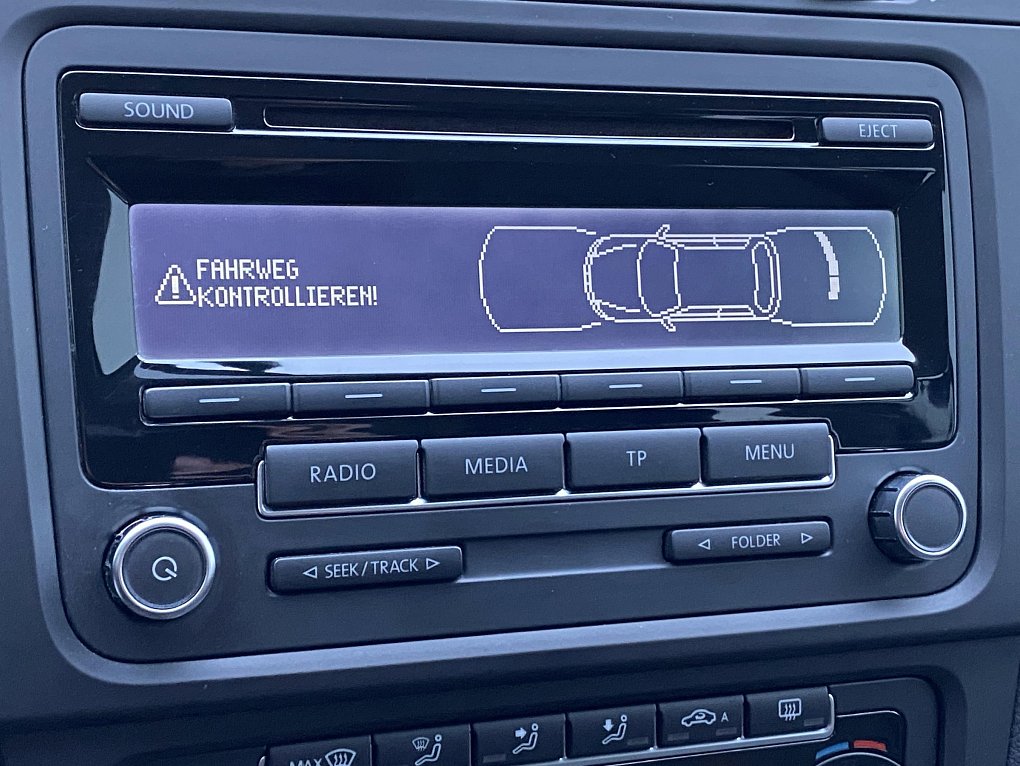 SOUND
EJECT
FAHRWEG
KONTROLLIEREN!
RADIO
MEDIA
TP
MENU
SEEK/TRACK
FOLDER
MAX
A